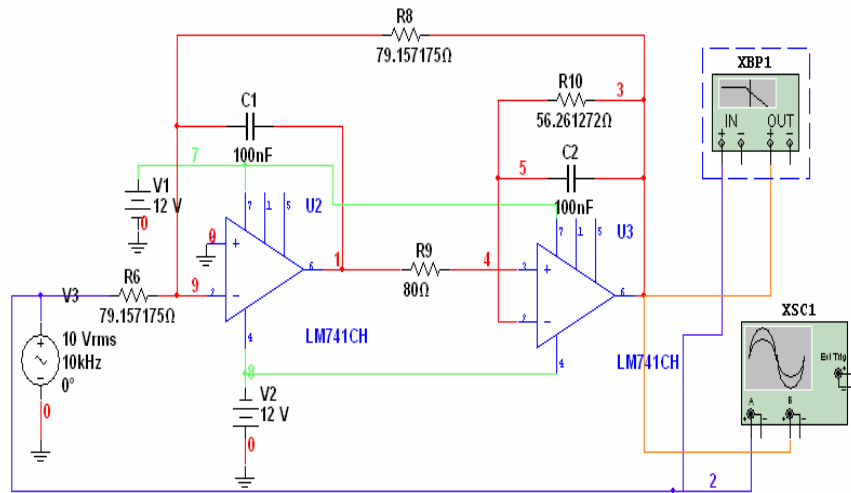 R8
79.157175Ω
C1
100nF
7
V1
12 V
0
R10
3
56.261272Ω
5
C2
100nF
XBP1
IN
OUT
+ - + -
7 1 5
U2
0
+
6
1
2
-
4
LM741CH
R9
80Ω
4
7 1 5
U3
3
+
6
2
-
4
LM741CH
R6
79.157175Ω
9
V3
10 Vrms
10kHz
0°
0
8
V2
12 V
0
XSC1
Ext Trig
+
A
B
+ - + -
2